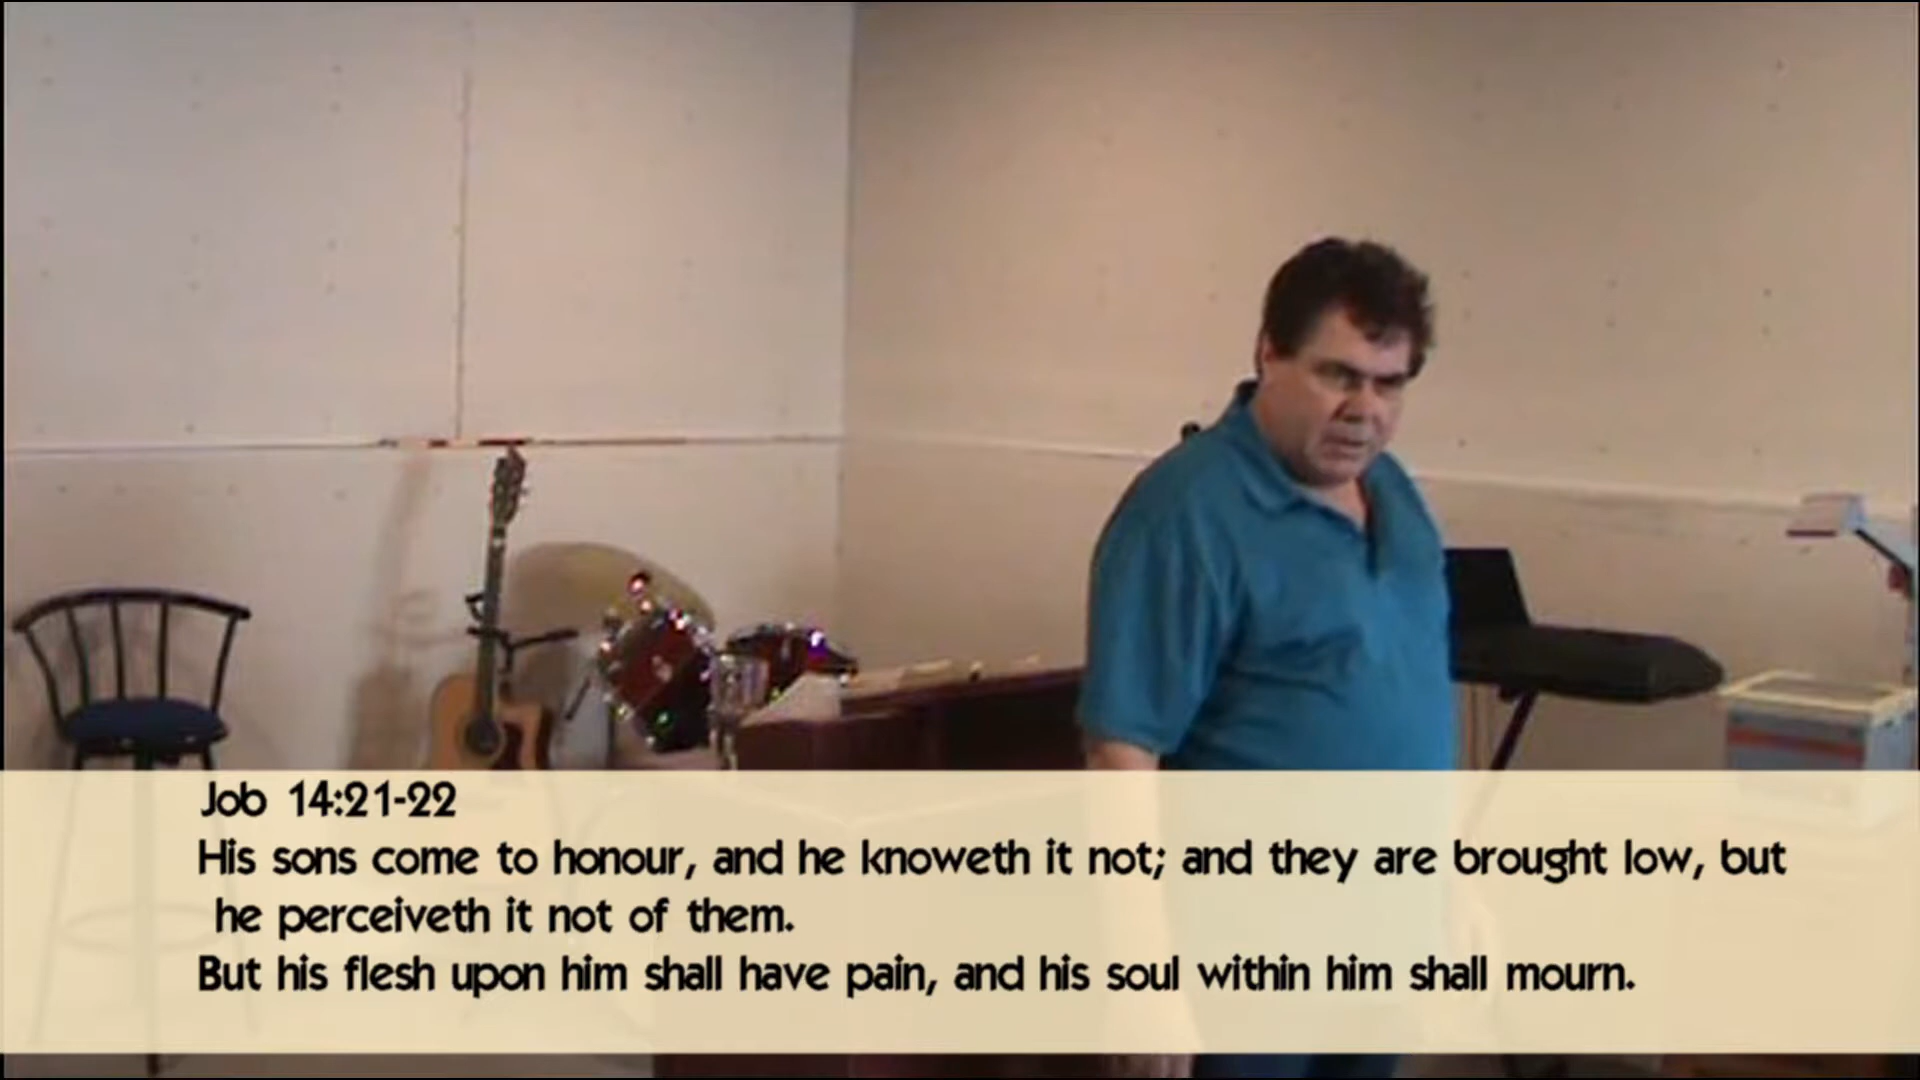 Job 14:21-22
His sons come to honour, and he knoweth it not; and they are brought low, but
he perceiveth it not of them.
But his flesh upon him shall have pain, and his soul within him shall mourn.